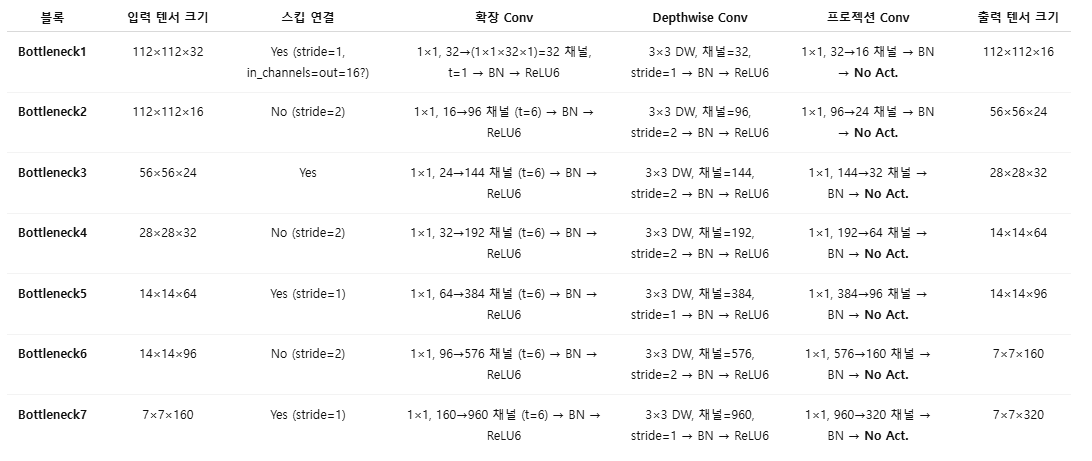 블록 입력 텐서 크기 스킵 연결 확장 Conv Depthwise Conv 프로젝션 Conv 출력 텐서 크기
Bottleneck1 112×112×32 Yes (stride=1, 1×1, 32→(1×1×32×1)=32 채널, 3×3 DW, 채널=32, 1×1, 32→16 채널 → BN 112×112×16
in_channels=out=16?) t=1 → BN → ReLU6 stride=1 → BN → ReLU6 → No Act.
Bottleneck2 112×112×16 No (stride=2) 1×1, 16→96 채널 (t=6) → BN → 3×3 DW, 채널=96, 1×1, 96→24 채널 → BN 56×56×24
ReLU6 stride=2 → BN → ReLU6 → No Act.
Bottleneck3 56×56×24 Yes 1×1, 24→144 채널 (t=6) → BN → 3×3 DW, 채널=144, 1×1, 144→32 채널 → 28×28×32
ReLU6 stride=2 → BN → ReLU6 BN → No Act.
Bottleneck4 28×28×32 No (stride=2) 1×1, 32→192 채널 (t=6) → BN → 3×3 DW, 채널=192, 1×1, 192→64 채널 → 14×14×64
ReLU6 stride=2 → BN → ReLU6 BN → No Act.
Bottleneck5 14×14×64 Yes (stride=1) 1×1, 64→384 채널 (t=6) → BN → 3×3 DW, 채널=384, 1×1, 384→96 채널 → 14×14×96
ReLU6 stride=1 → BN → ReLU6 BN → No Act.
Bottleneck6 14×14×96 No (stride=2) 1×1, 96→576 채널 (t=6) → BN → 3×3 DW, 채널=576, 1×1, 576→160 채널 → 7×7×160
ReLU6 stride=2 → BN → ReLU6 BN → No Act.
Bottleneck7 7×7×160 Yes (stride=1) 1×1, 160→960 채널 (t=6) → BN → 3×3 DW, 채널=960, 1×1, 960→320 채널 → 7×7×320
ReLU6 stride=1 → BN → ReLU6 BN → No Act.